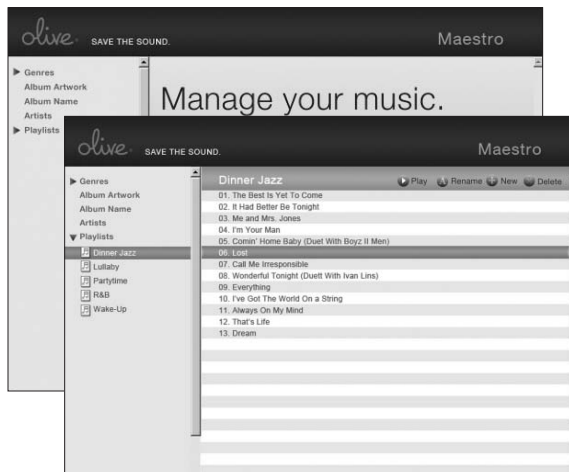 olive
SAVE THE SOUND.
Maestro
Genres
Album Artwork
Album Name
Artists
Playlists
Manage your music.
olive
SAVE THE SOUND.
Maestro
Genres
Album Artwork
Album Name
Artists
Playlists
Dinner Jazz
Lullaby
Partytime
R&B
Wake-Up
Dinner Jazz
Play
Rename
New
Delete
01. The Best Is Yet To Come
02. It Had Better Be Tonight
03. Me and Mrs. Jones
04. I'm Your Man
05. Comin' Home Baby (Duet With Boyz II Men)
06. Lost
07. Call Me Irresponsible
08. Wonderful Tonight (Duett With Ivan Lins)
09. Everything
10. I've Got The World On a String
11. Always On My Mind
12. That's Life
13. Dream